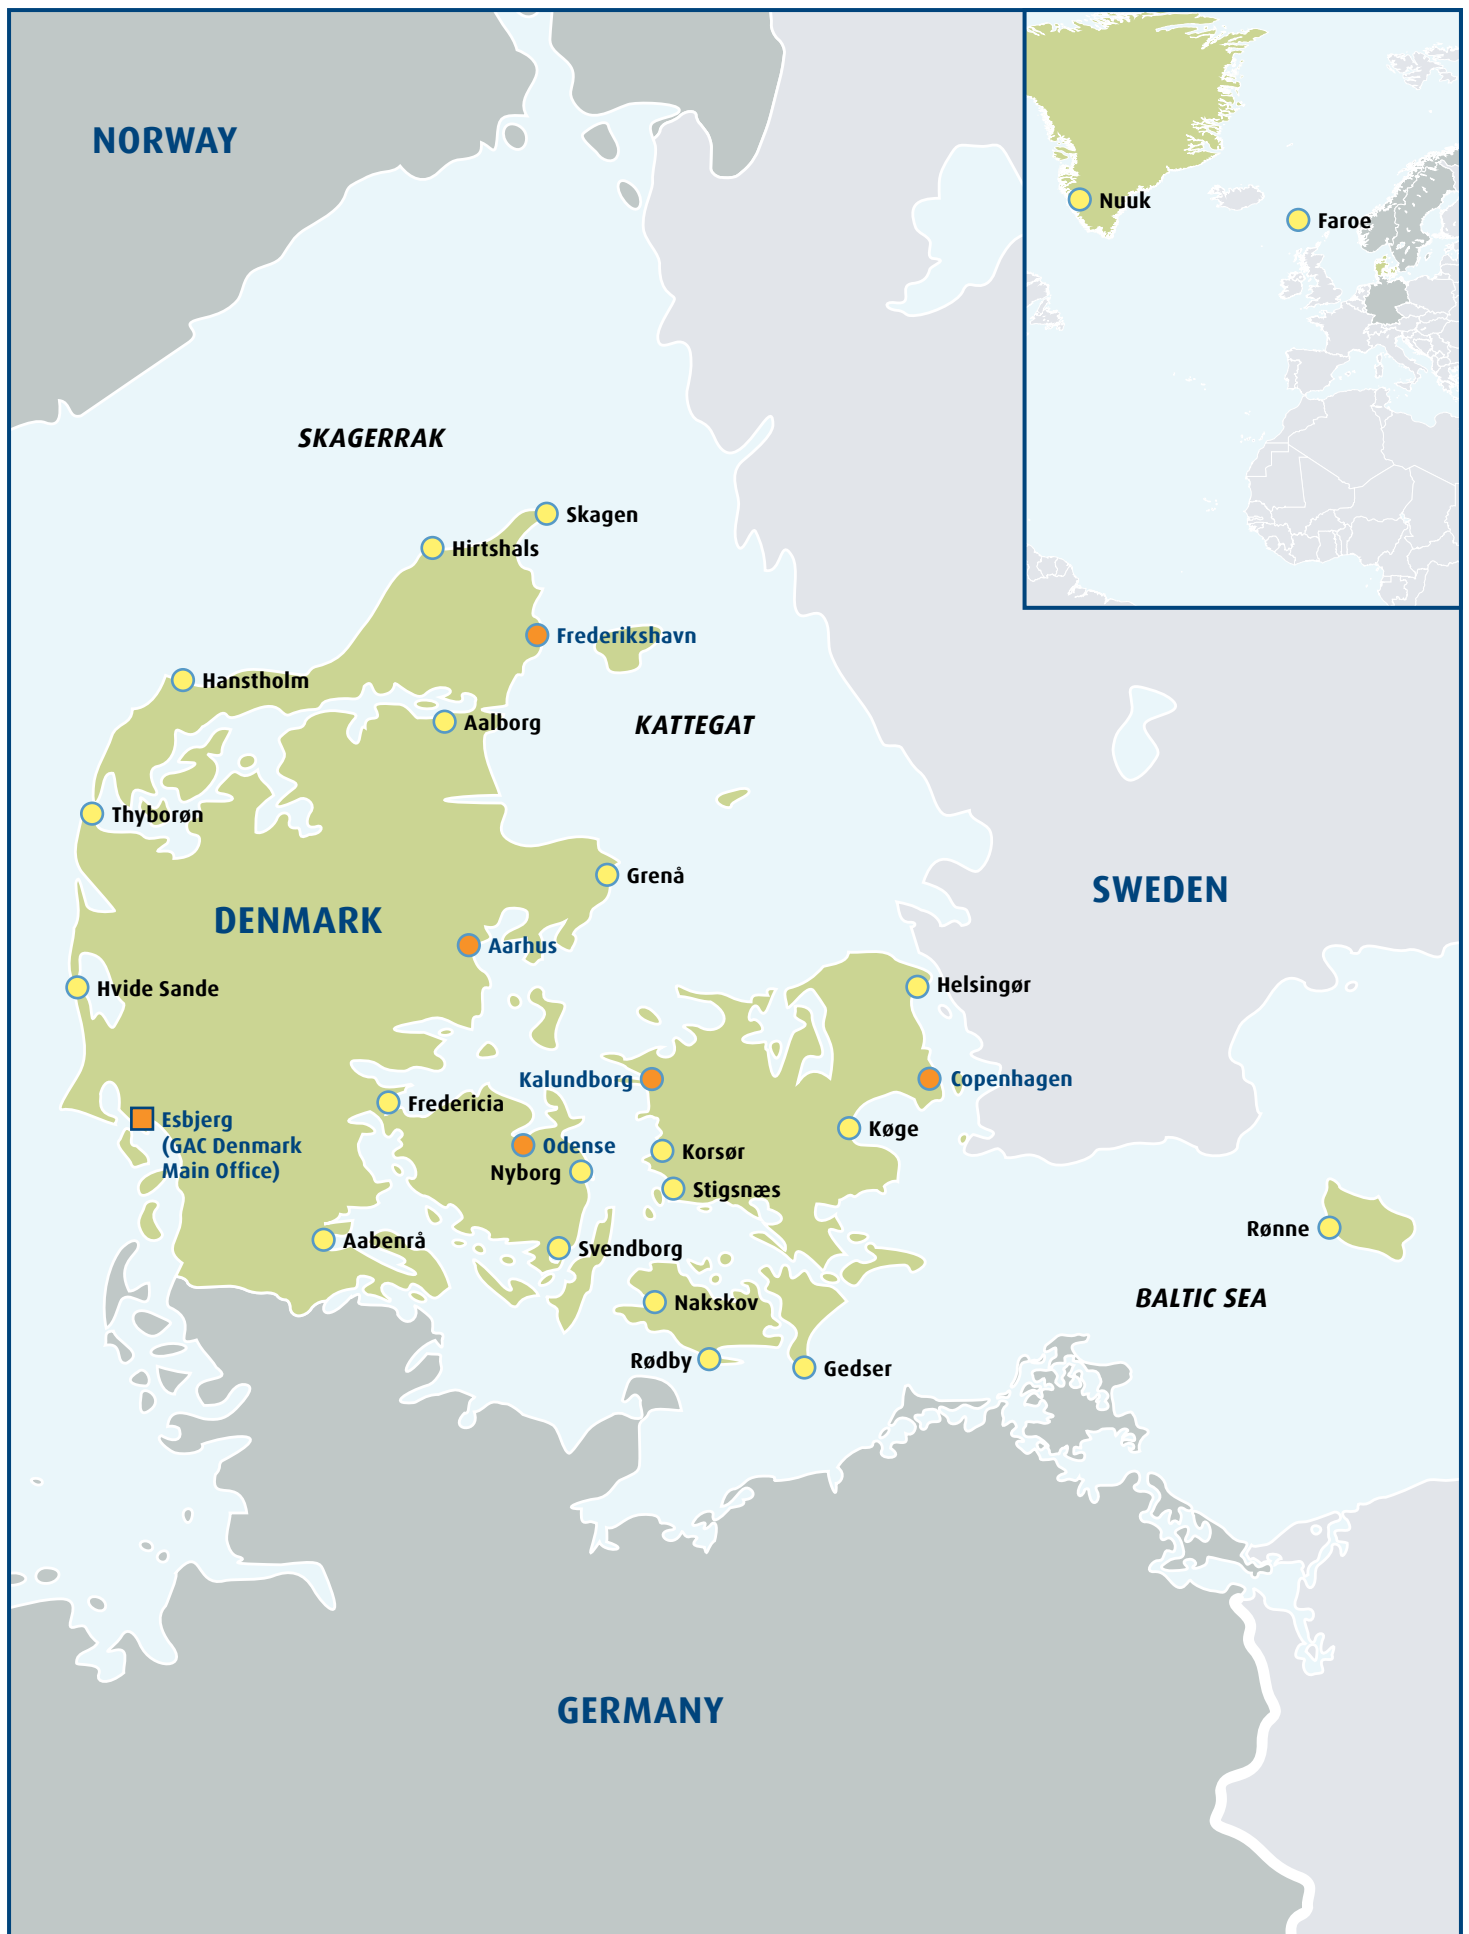 NORWAY
Nuuk
Faroe
SKAGERRAK
Skagen
Hirtshals
Frederikshavn
Hanstholm
Aalborg
KATTEGAT
Thyborøn
Grenå
SWEDEN
DENMARK
Aarhus
Hvide Sande
Helsingør
Kalundborg
Copenhagen
Fredericia
Esbjerg
(GAC Denmark
Main Office)
Køge
Odense
Korsør
Nyborg
Stigsnæs
Rønne
Aabenrå
Svendborg
BALTIC SEA
Nakskov
Rødby
Gedser
GERMANY